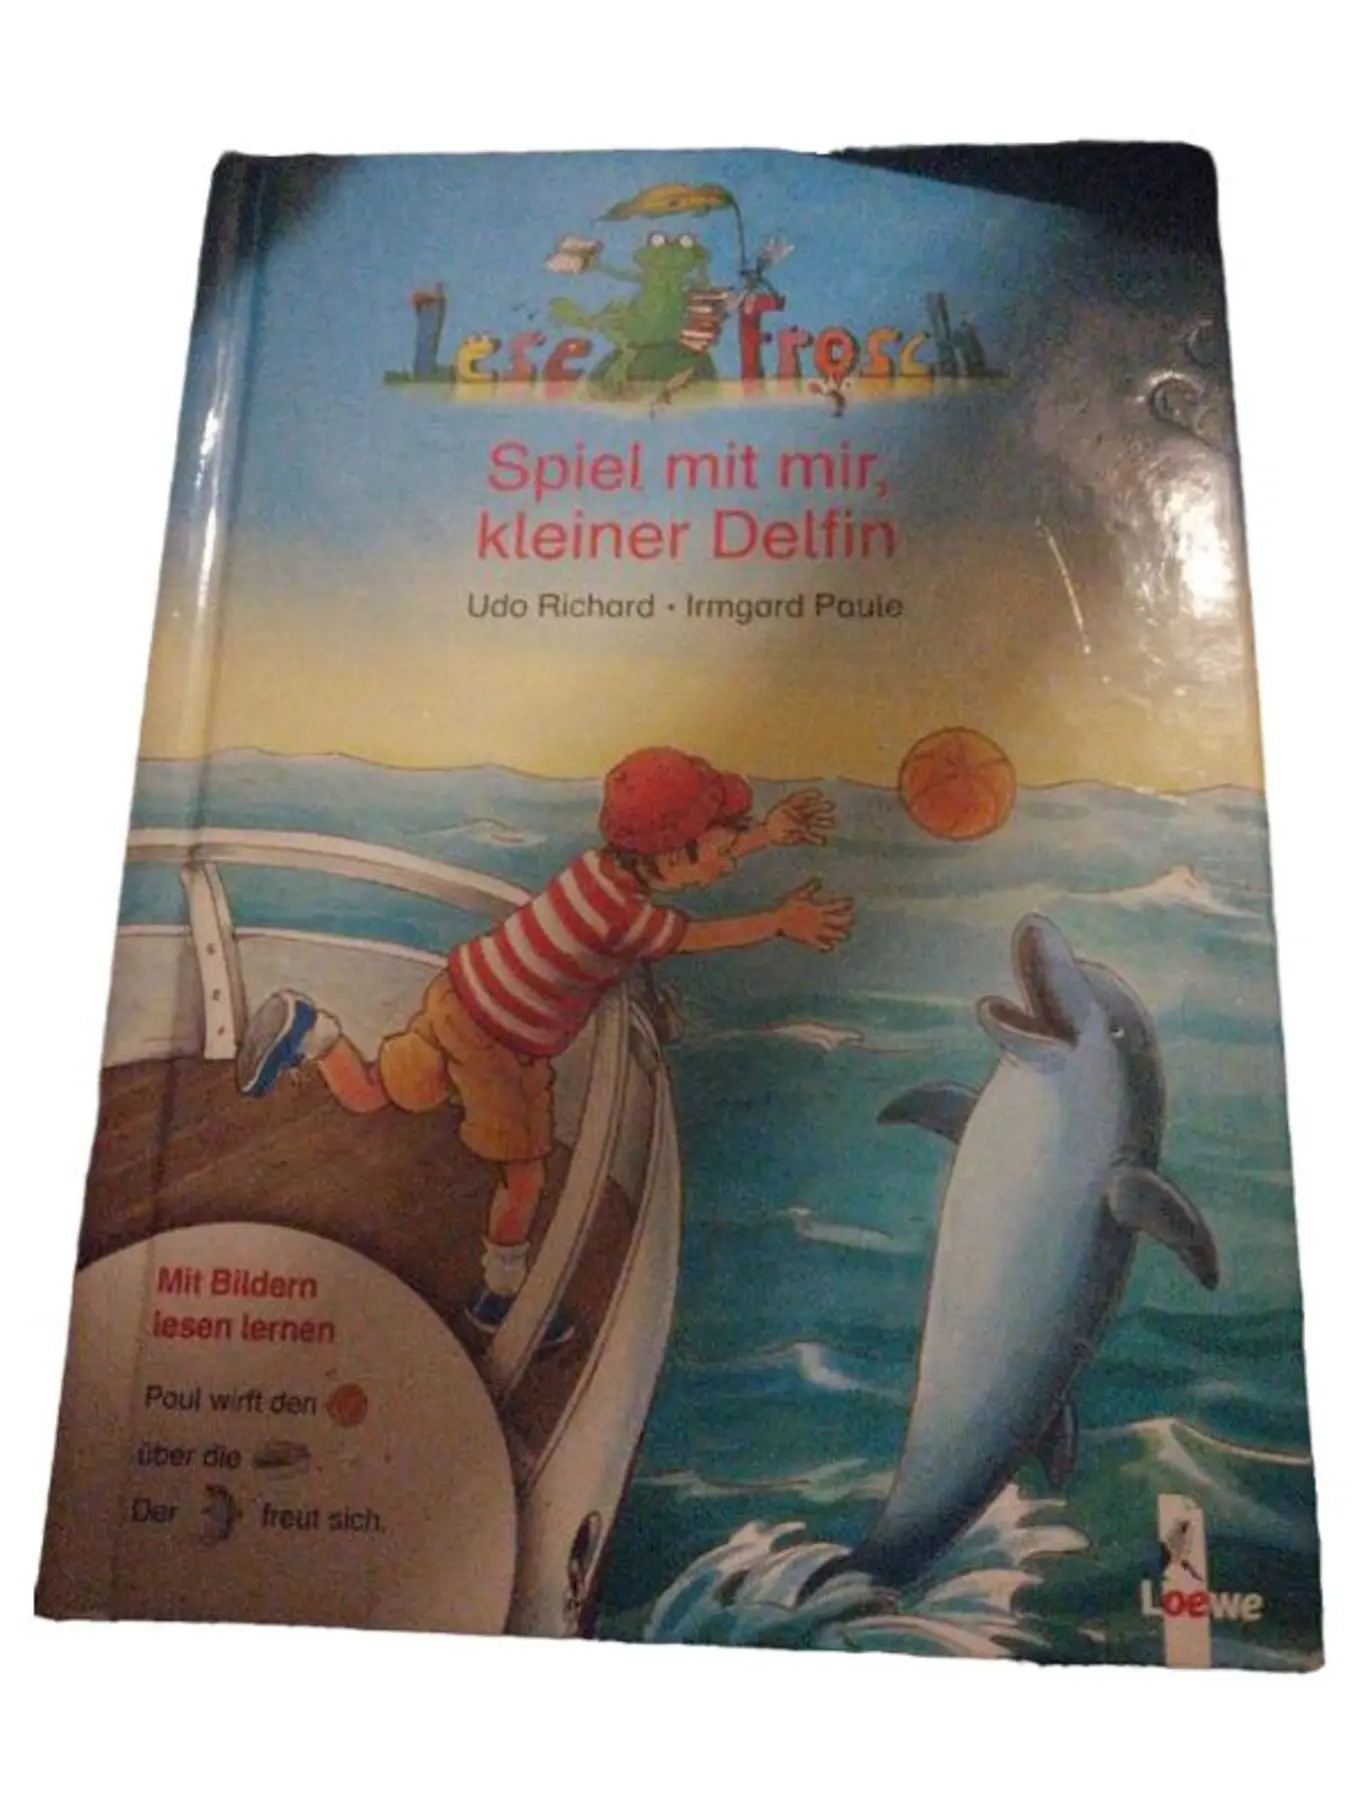 Lese Frosch
Spiel mit mir,
kleiner Delfin
Udo Richard • Irmgard Paule
Mit Bildern
lesen lernen
Paul wirft den
über die .
Der freut sich.
Loewe